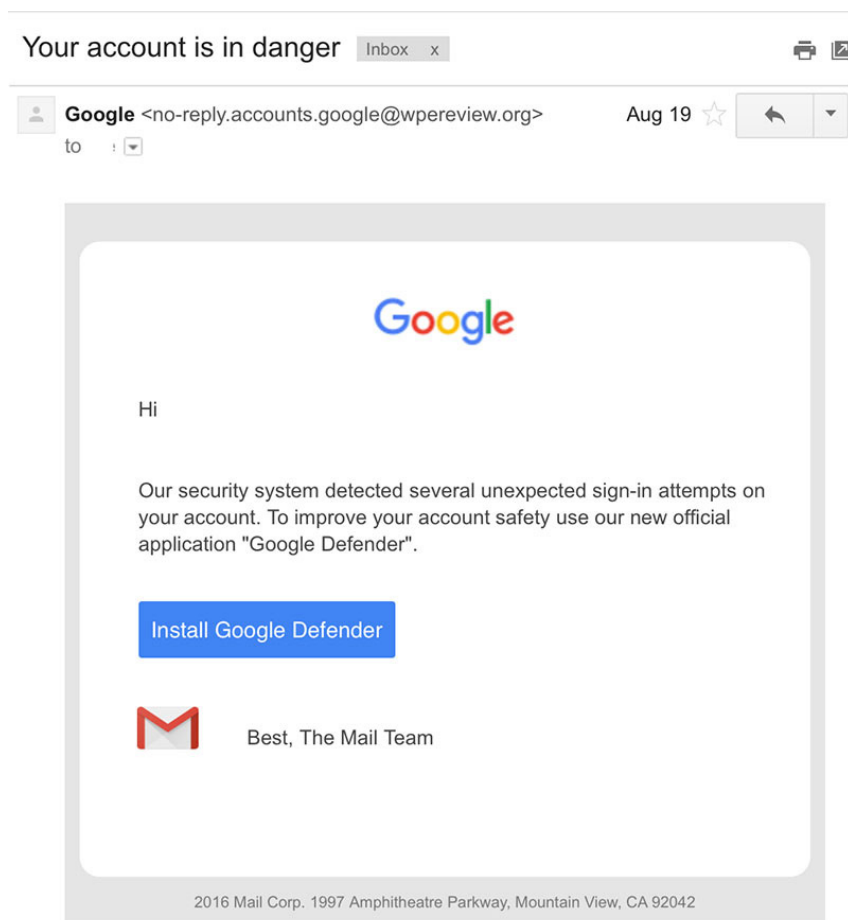 Your account is in danger Inbox x
Google <no-reply.accounts.google@wpereview.org> Aug 19
to
Google
Hi
Our security system detected several unexpected sign-in attempts on
your account. To improve your account safety use our new official
application "Google Defender".
Install Google Defender
Best, The Mail Team
2016 Mail Corp. 1997 Amphitheatre Parkway, Mountain View, CA 92042